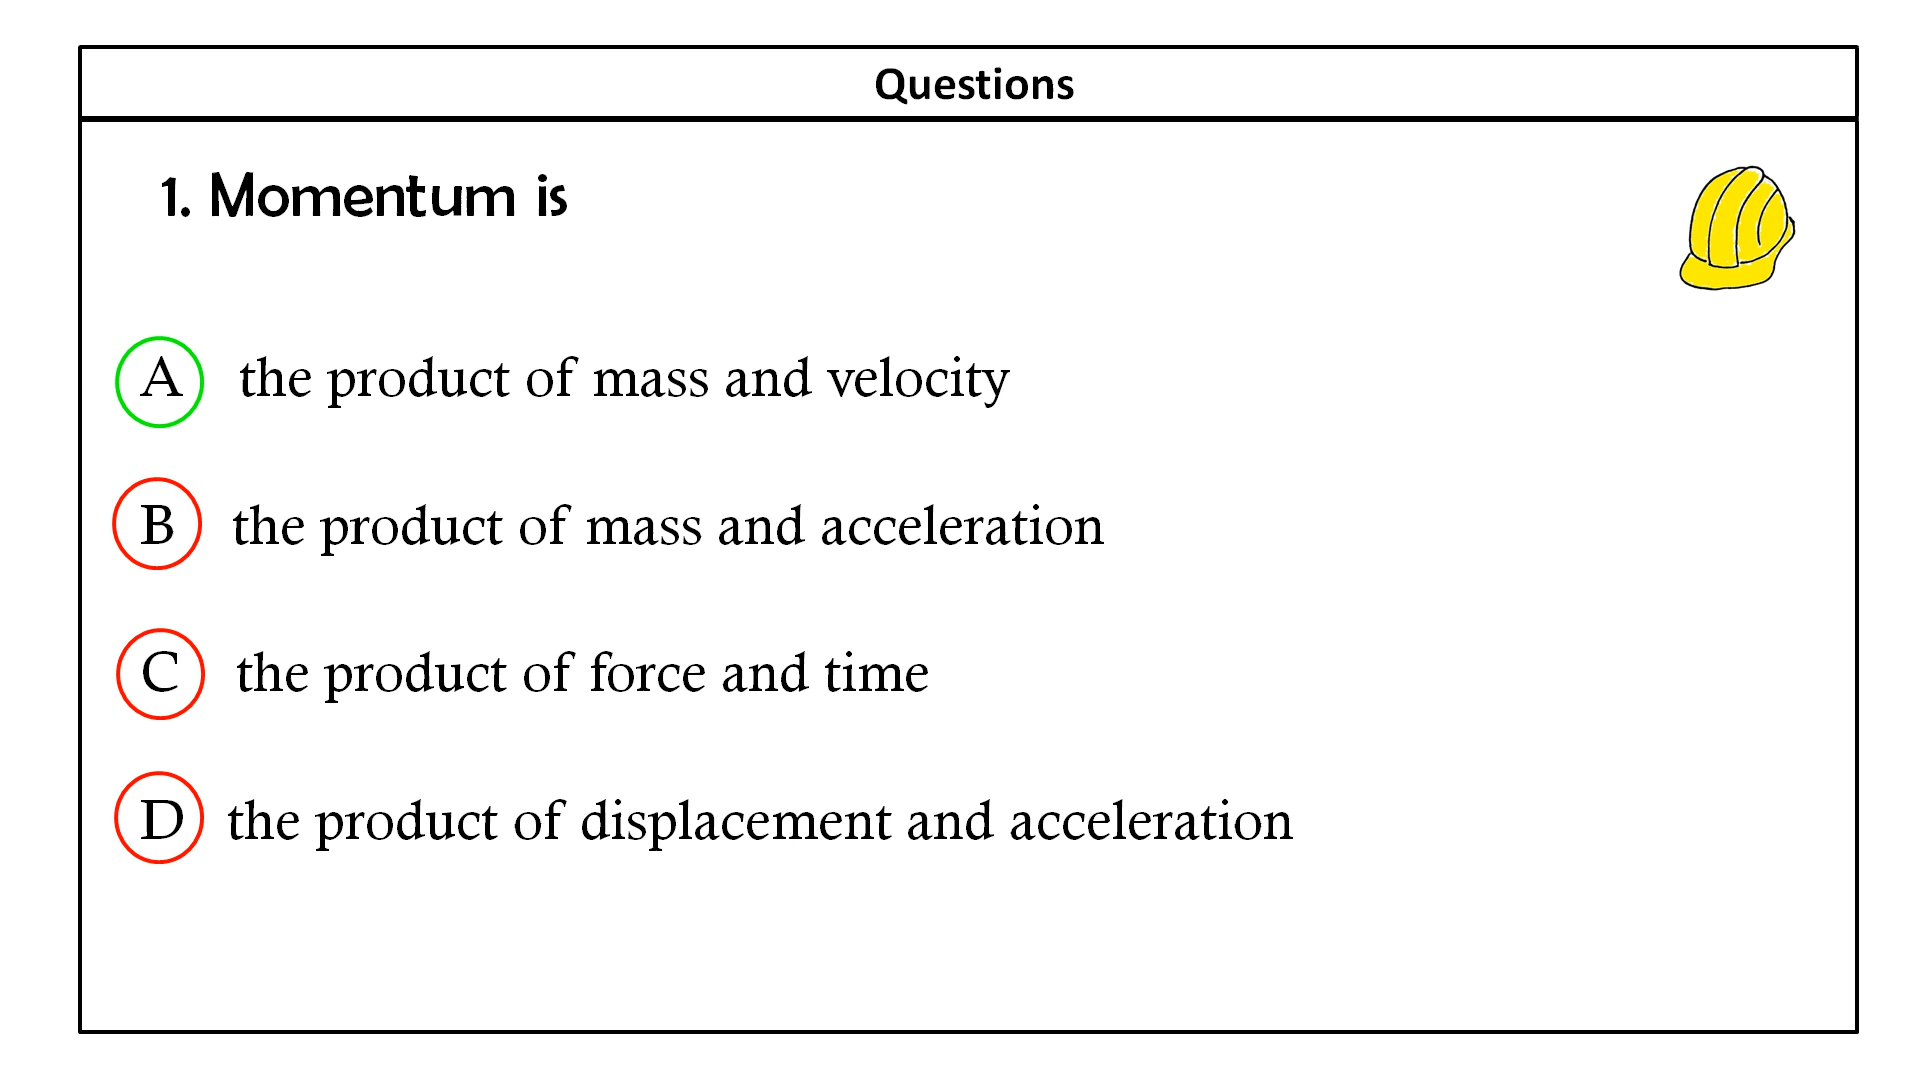 Questions
1. Momentum is
A the product of mass and velocity
B the product of mass and acceleration
C the product of force and time
D the product of displacement and acceleration